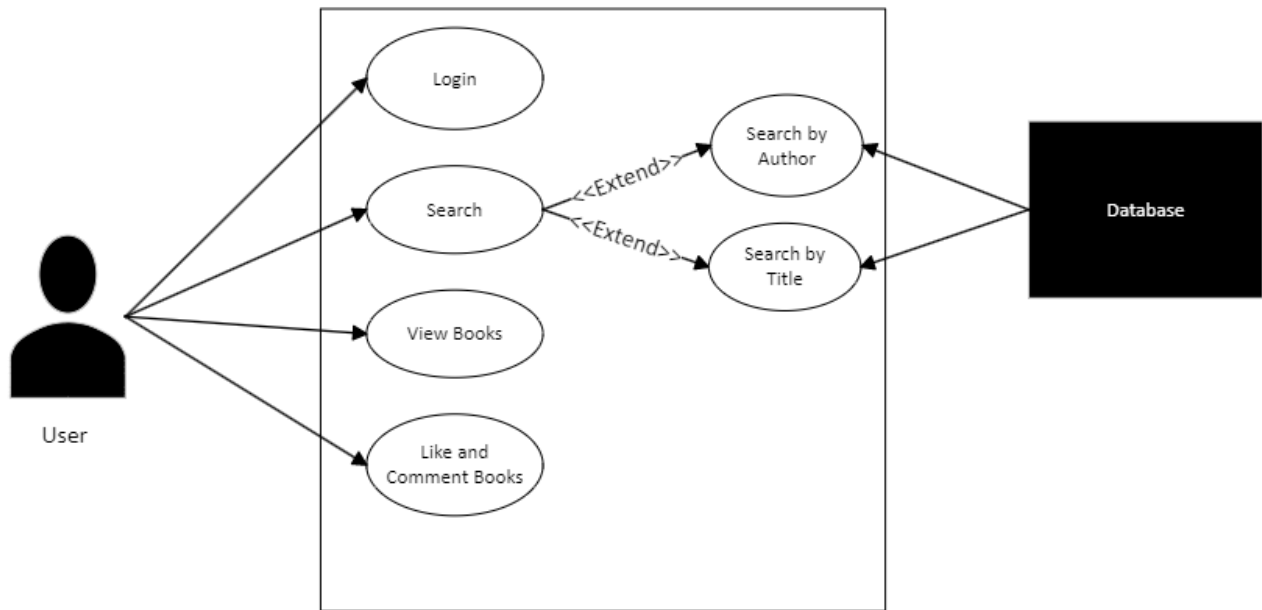 Login
Search by
Author
<<Extend>>
Search
Database
<<Extend>>
Search by
Title
View Books
User
Like and
Comment Books